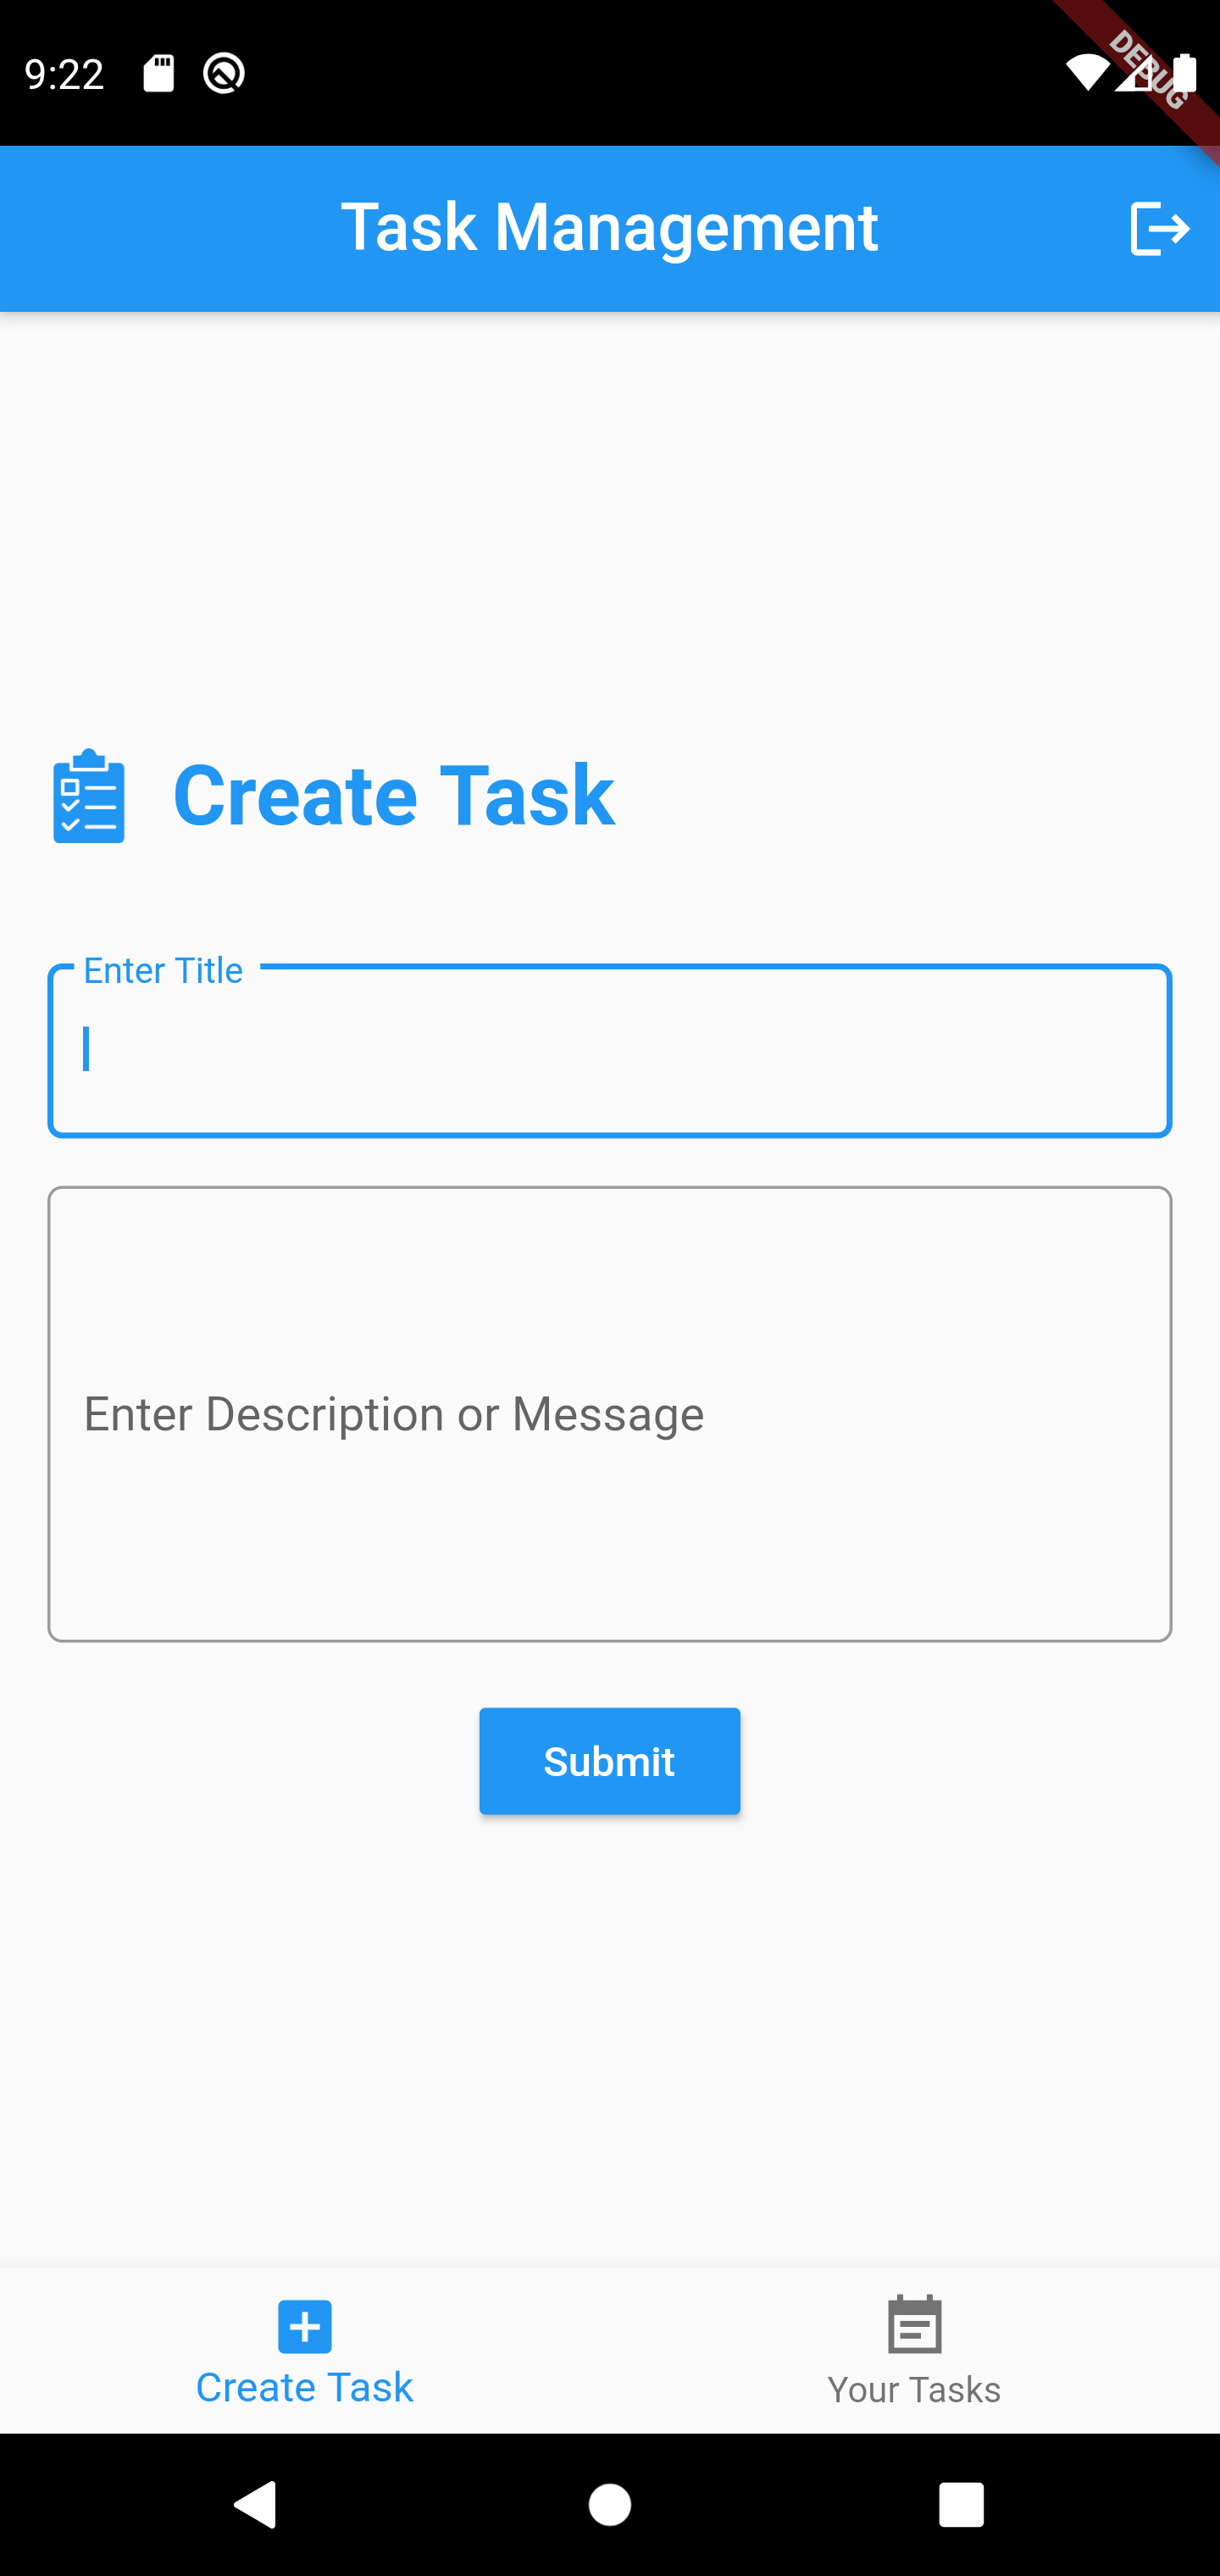 9:22
DEBUG
Task Management
Create Task
Enter Title
Enter Description or Message
Submit
Create Task
Your Tasks